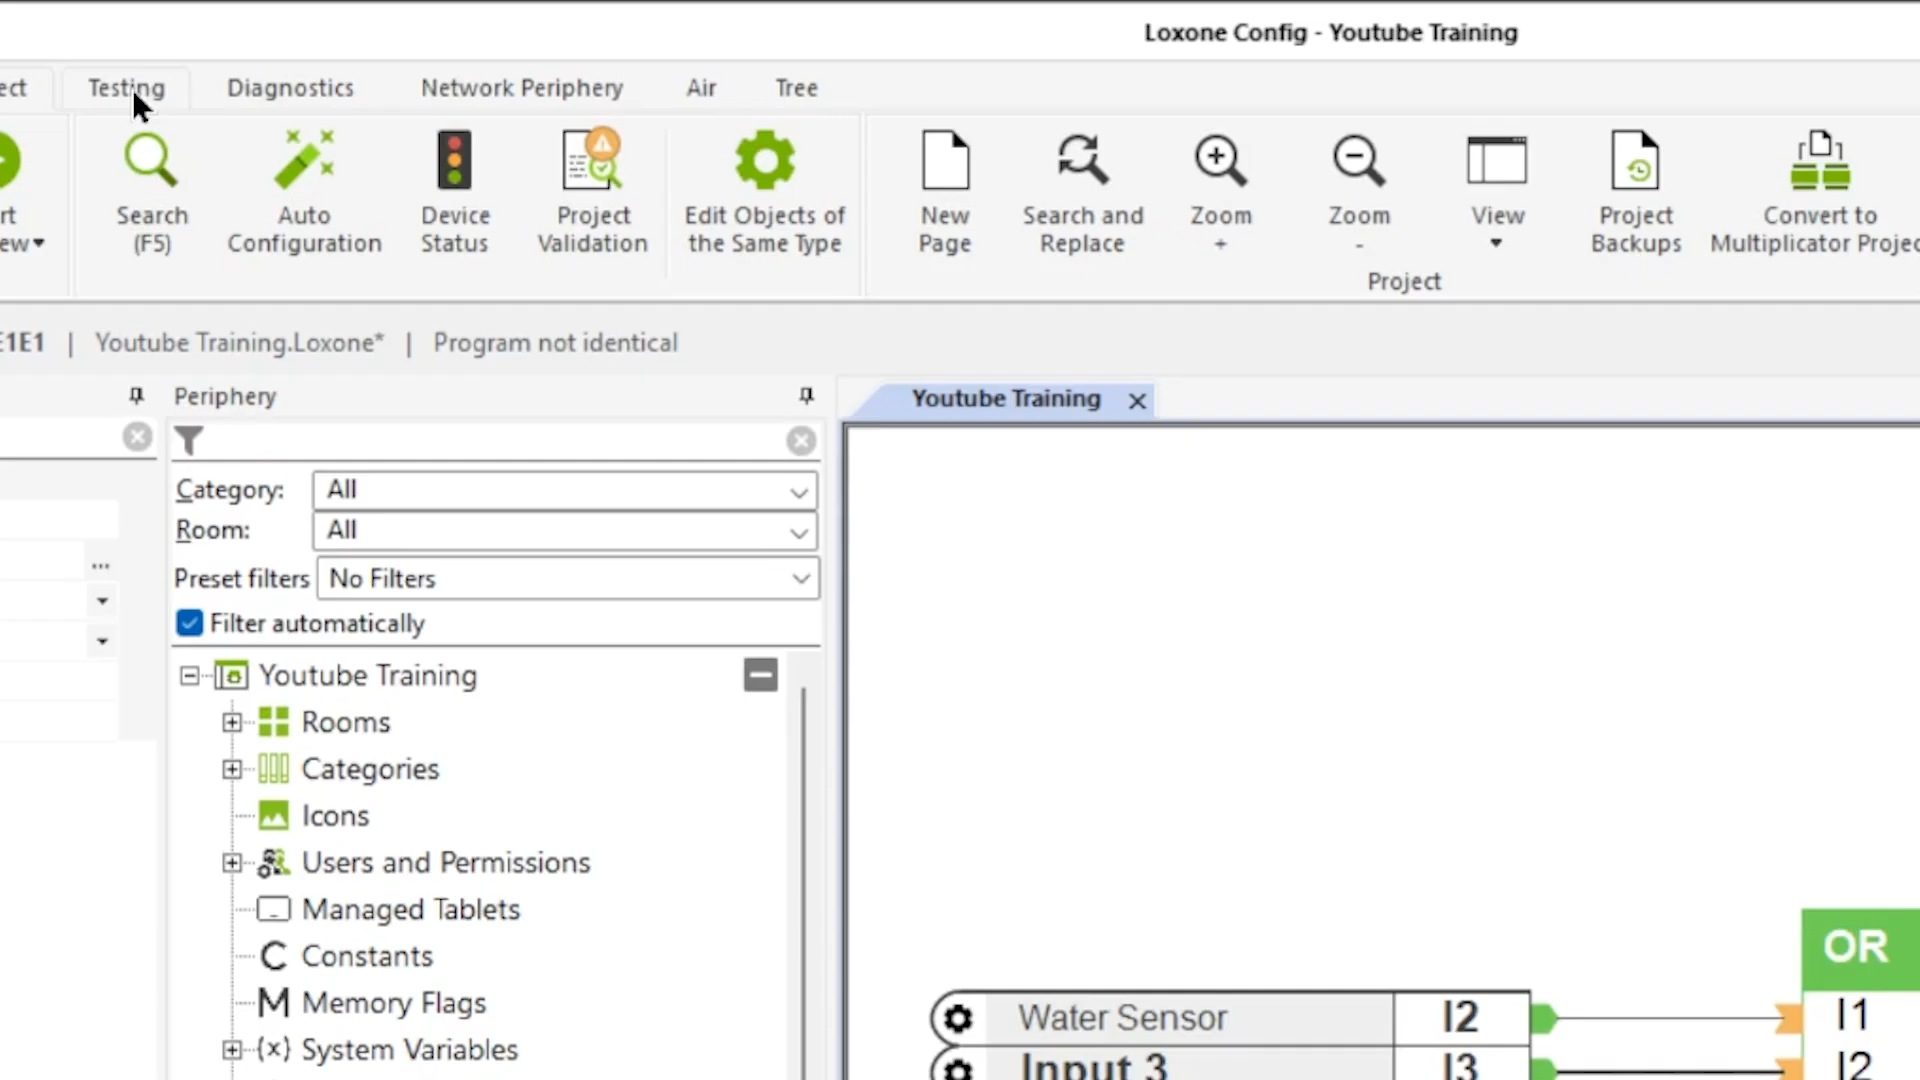 Loxone Config - Youtube Training
ect Testing Diagnostics Network Periphery Air Tree
rt
ew
Search
(F5)
Auto
Configuration
Device
Status
Project
Validation
Edit Objects of
the Same Type
New
Page
Search and
Replace
Zoom
+
Zoom
-
View
Project
Backups
Convert to
Multiplicator Projec
Project
E1E1 | Youtube Training.Loxone* | Program not identical
Periphery
Youtube Training
Category: All
Room: All
Preset filters No Filters
Filter automatically
Youtube Training
Rooms
Categories
Icons
Users and Permissions
Managed Tablets
C Constants
M Memory Flags
(x) System Variables
OR
Water Sensor I2 I1
Input 3 I3 I2